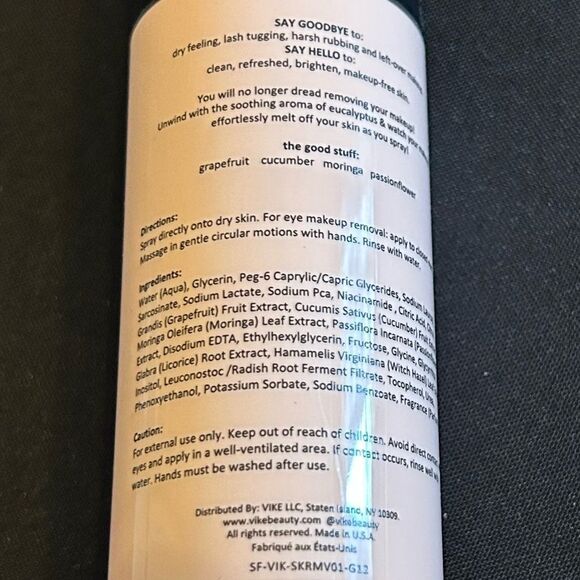 SAY GOODBYE to:
dry feeling, lash tugging, harsh rubbing and left-over
SAY HELLO to:
clean, refreshed, brighten, makeup-free skin.
You will no longer dread removing your makeup!
Unwind with the soothing aroma of eucalyptus & watch your
effortlessly melt off your skin as you spray!
the good stuff:
grapefruit cucumber moringa passionflower
Directions:
Spray directly onto dry skin. For eye makeup removal: apply to closed
Massage in gentle circular motions with hands. Rinse with water.
Ingredients:
Water (Aqua), Glycerin, Peg-6 Caprylic/Capric Glycerides, Sodium
Sarcosinate, Sodium Lactate, Sodium Pca, Niacinamide , Citric Acid,
Grandis (Grapefruit) Fruit Extract, Cucumis Sativus (Cucumber) Fruit
Moringa Oleifera (Moringa) Leaf Extract, Passiflora Incarnata
Extract, Disodium EDTA, Ethylhexylglycerin, Fructose, Glycine,
Glabra (Licorice) Root Extract, Hamamelis Virginiana (Witch Hazel)
Inositol, Leuconostoc /Radish Root Ferment Filtrate, Tocopherol,
Phenoxyethanol, Potassium Sorbate, Sodium Benzoate, Fragrance
Caution:
For external use only. Keep out of reach of children. Avoid direct
eyes and apply in a well-ventilated area. If contact occurs, rinse well
water. Hands must be washed after use.
Distributed By: VIKE LLC, Staten Island, NY 10309.
www.vikebeauty.com @vikebeauty
All rights reserved. Made in U.S.A.
Fabriqué aux États-Unis
SF-VIK-SKRMV01-G12